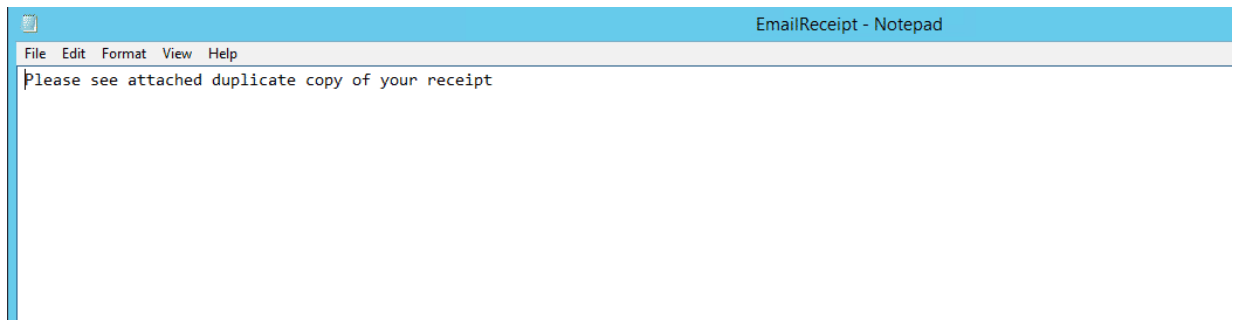 EmailReceipt - Notepad
File Edit Format View Help
Please see attached duplicate copy of your receipt